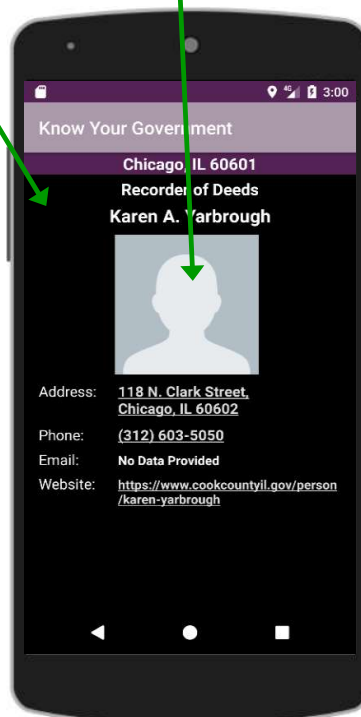 4G 3:00
Know Your Government
Chicago, IL 60601
Recorder of Deeds
Karen A. Yarbrough
Address: 118 N. Clark Street,
Chicago, IL 60602
Phone: (312) 603-5050
Email: No Data Provided
Website: https://www.cookcountyil.gov/person
/karen-yarbrough